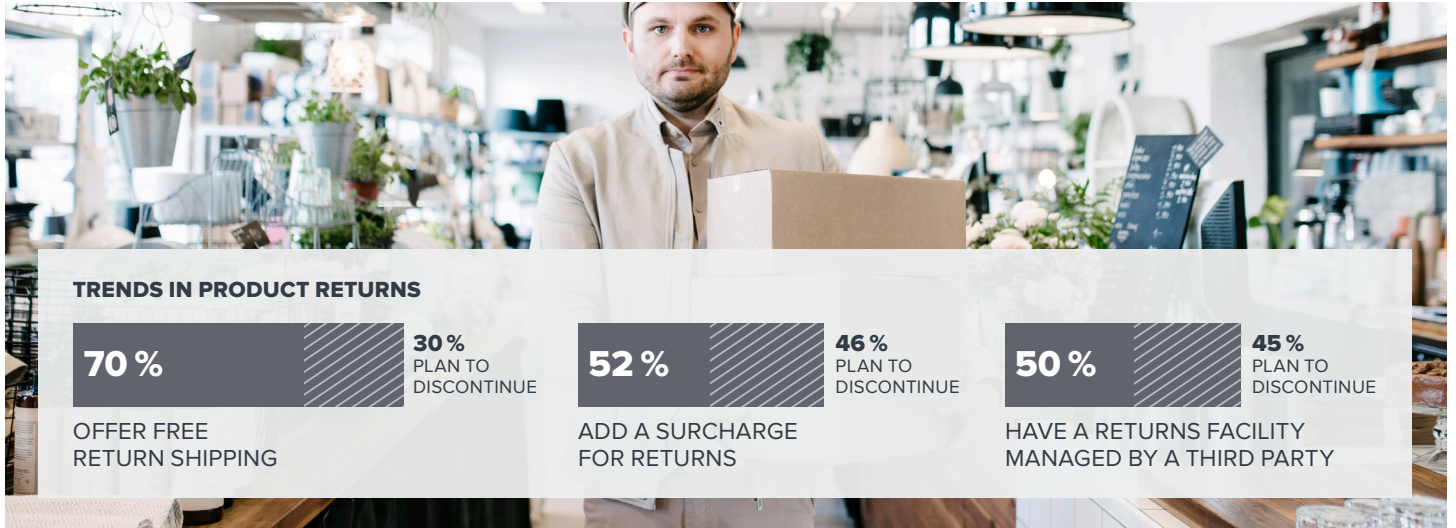 TRENDS IN PRODUCT RETURNS
70 %
30 %
PLAN TO
DISCONTINUE
OFFER FREE
RETURN SHIPPING
52 %
46 %
PLAN TO
DISCONTINUE
ADD A SURCHARGE
FOR RETURNS
50 %
45 %
PLAN TO
DISCONTINUE
HAVE A RETURNS FACILITY
MANAGED BY A THIRD PARTY